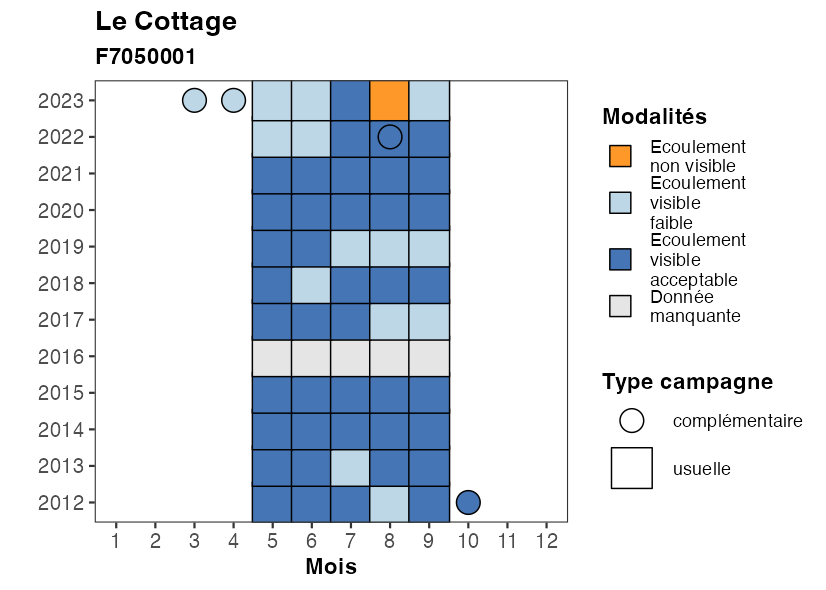 Le Cottage
F7050001
2023
2022
2021
2020
2019
2018
2017
2016
2015
2014
2013
2012
1 2 3 4 5 6 7 8 9 10 11 12
Mois
Modalités
Ecoulement
non visible
Ecoulement
visible
faible
Ecoulement
visible
acceptable
Donnée
manquante
Type campagne
complémentaire
usuelle